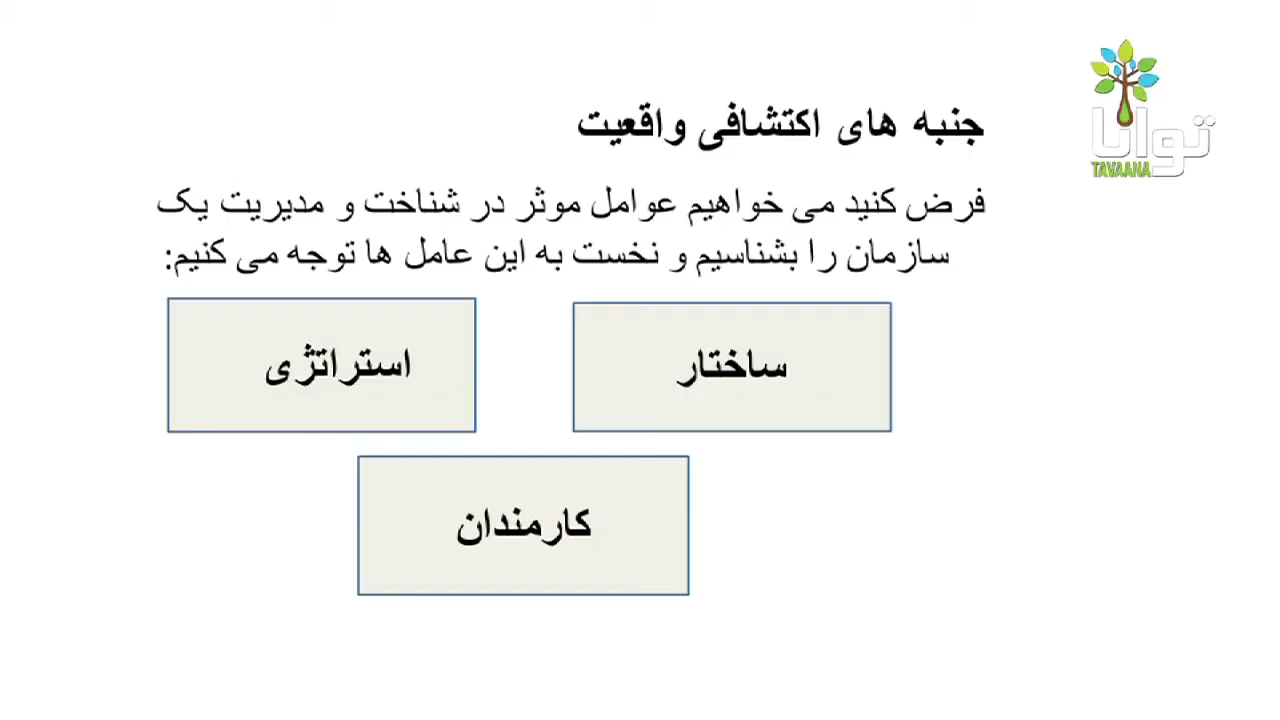 توانا
TAVAANA
جنبه های اکتشافی واقعیت
فرض کنید می خواهیم عوامل موثر در شناخت و مدیریت یک
سازمان را بشناسیم و نخست به این عامل ها توجه می کنیم:
ساختار
استراتژی
کارمندان